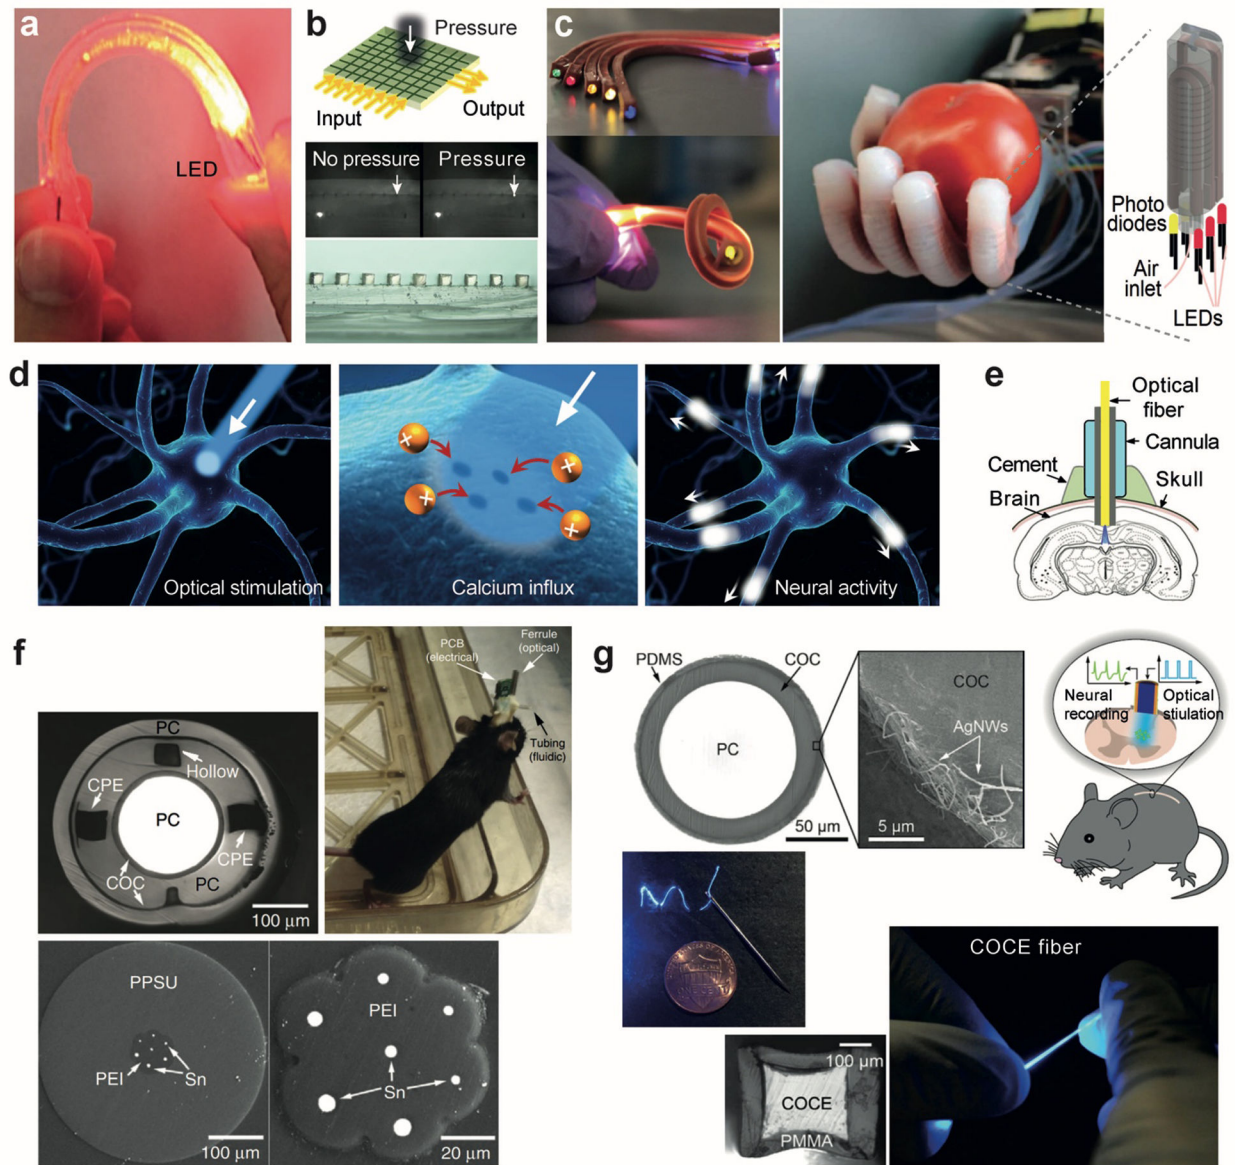 a
LED
b
Pressure
Input
Output
No pressure
Pressure
c
Photo
diodes
Air
inlet
LEDs
d
Optical stimulation
Calcium influx
Neural activity
e
Optical
fiber
Cannula
Cement
Skull
Brain
f
PC
Hollow
CPE
PC
CPE
COC
PC
100 µm
PCB
(electrical)
Ferrule
(optical)
Tubing
(fluidic)
PPSU
PEI
Sn
100 µm
PEI
Sn
20 µm
g
PDMS
COC
PC
50 µm
COC
AgNWs
5 µm
Neural
recording
Optical
stiulation
100 µm
COCE
PMMA
COCE fiber